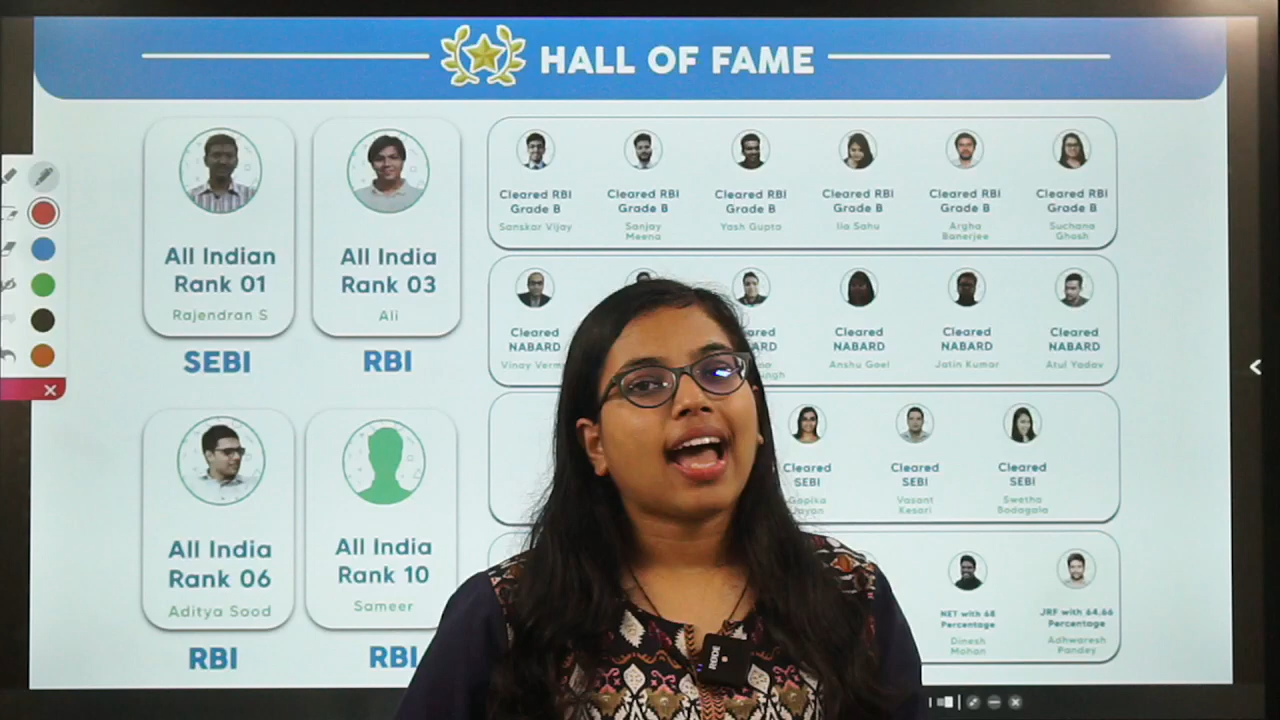 HALL OF FAME
All Indian
Rank 01
Rajendran S
SEBI
All India
Rank 03
Ali
RBI
Cleared RBI
Grade B
Sanskar Vijay
Cleared RBI
Grade B
Sanjay
Meena
Cleared RBI
Grade B
Yash Gupta
Cleared RBI
Grade B
Ila Sahu
Cleared RBI
Grade B
Argha
Banerjee
Cleared RBI
Grade B
Suchana
Ghosh
Cleared
NABARD
Vinay
Cleared
NABARD
Anshu Goel
Cleared
NABARD
Jatin Kumar
Cleared
NABARD
Atul Yadav
Cleared
SEBI
Gopika
Cleared
SEBI
Vasant
Kesari
Cleared
SEBI
Swetha
Bodagala
All India
Rank 06
Aditya Sood
RBI
All India
Rank 10
Sameer
RBI
NET with 68
Percentage
Dinesh
Mohan
JRF with 64.66
Percentage
Adhwaresh
Pandey
RODE